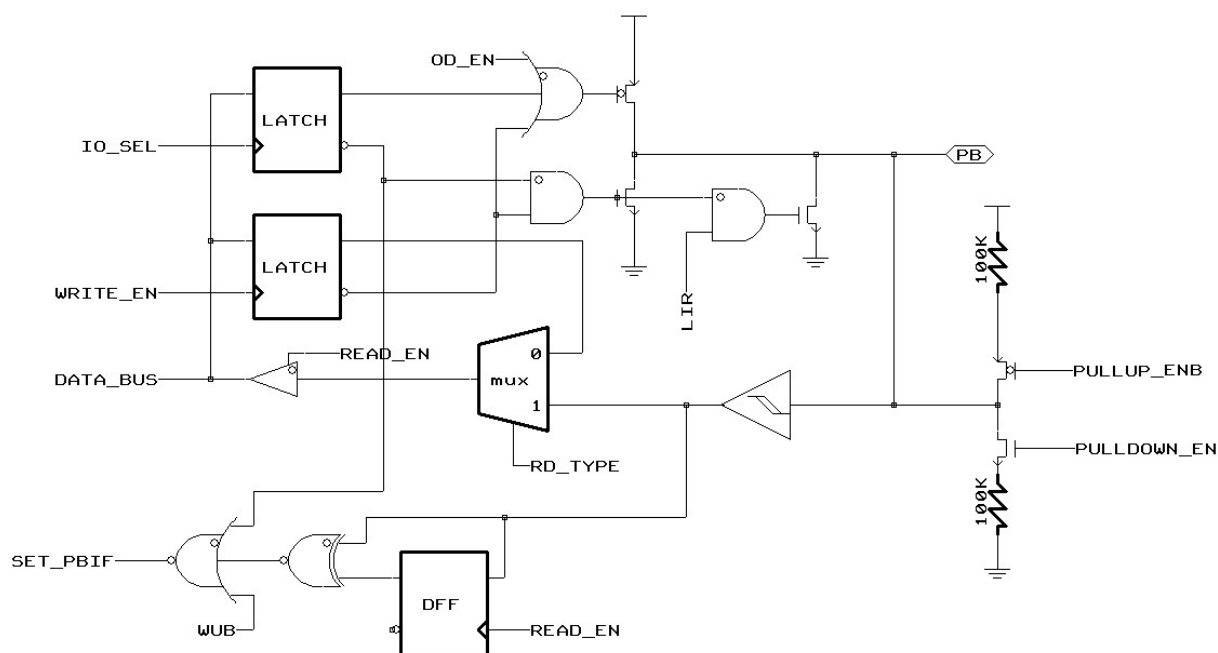 OD_EN
LATCH
IO_SEL
PB
LATCH
100K
WRITE_EN
LIR
READ_EN
0
DATA_BUS
mux
PULLUP_ENB
1
PULLDOWN_EN
RD_TYPE
100K
SET_PBIF
DFF
WUB
READ_EN